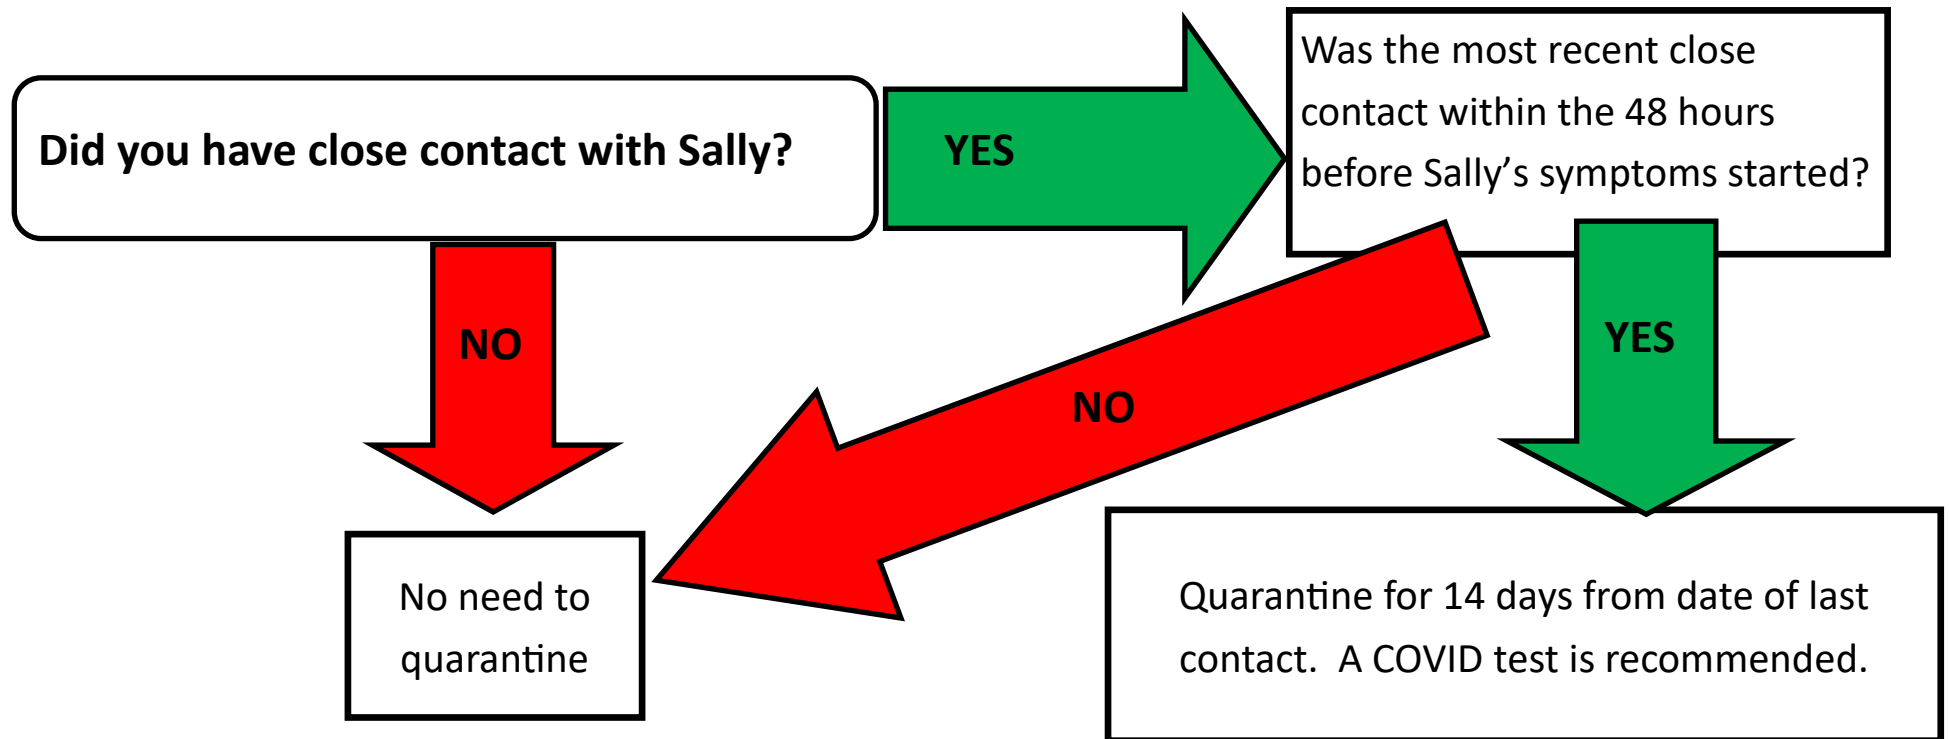 Did you have close contact with Sally?
YES
Was the most recent close
contact within the 48 hours
before Sally’s symptoms started?
NO
NO
YES
No need to
quarantine
Quarantine for 14 days from date of last
contact.  A COVID test is recommended.